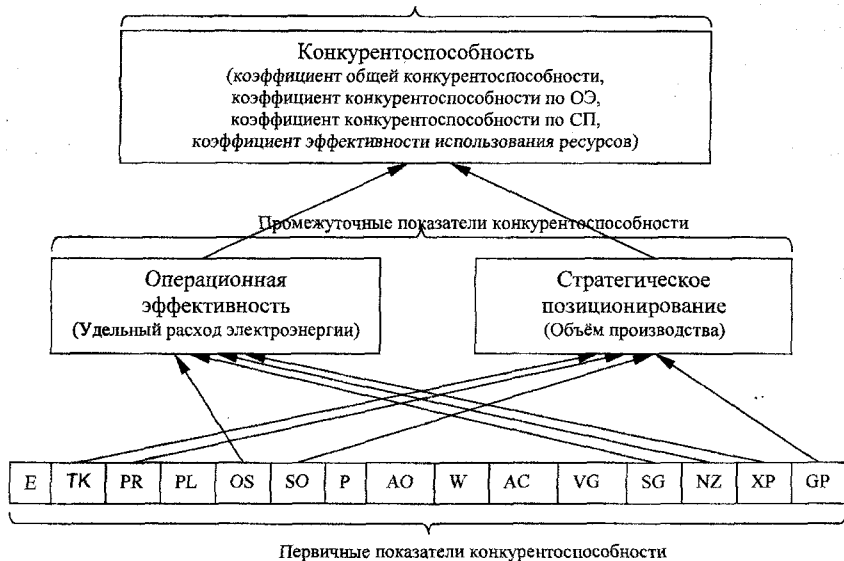 Конкурентоспособность
(коэффициент общей конкурентоспособности,
коэффициент конкурентоспособности по ОЭ,
коэффициент конкурентоспособности по СП,
коэффициент эффективности использования ресурсов)
Промежуточные показатели конкурентоспособности
Операционная
эффективность
(Удельный расход электроэнергии)
Стратегическое
позиционирование
(Объём производства)
E TK PR PL OS SO P AO W AC VG SG NZ XP GP
Первичные показатели конкурентоспособности